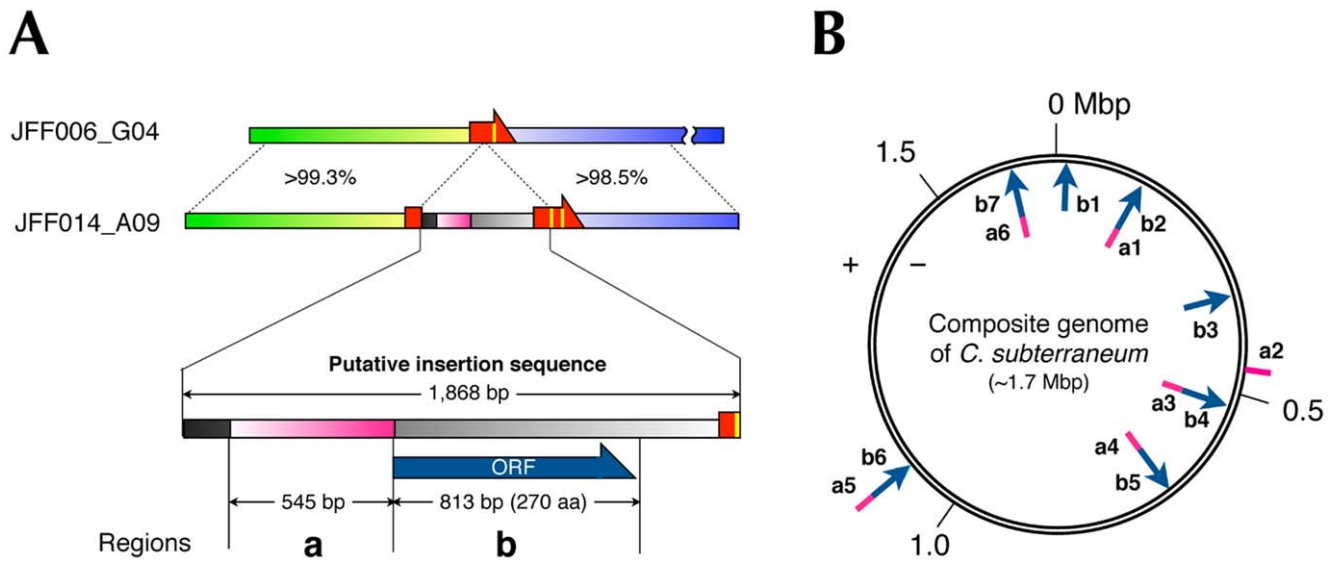 A
JFF006_G04
>99.3%
>98.5%
JFF014_A09
Putative insertion sequence
1,868 bp
ORF
545 bp
813 bp (270 aa)
Regions
a
b
B
0 Mbp
1.5
b7
b1
b2
a6
a1
+
−
b3
Composite genome
of C. subterraneum
(~1.7 Mbp)
a2
a3
b4
0.5
a4
b6
b5
a5
1.0